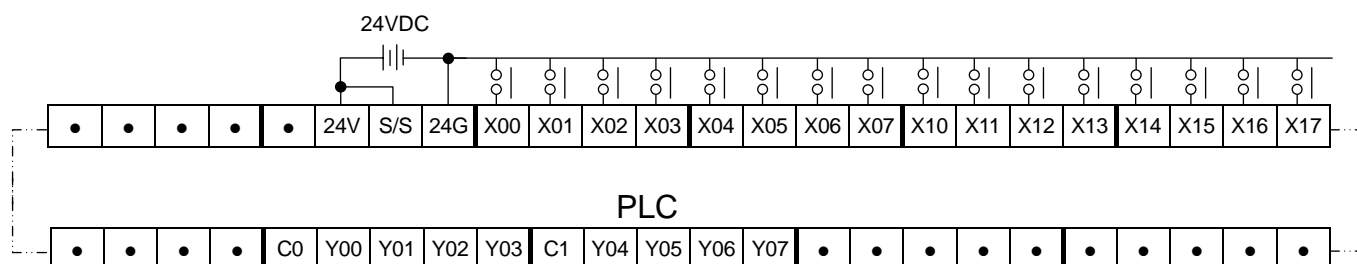 24VDC
24V S/S 24G X00 X01 X02 X03 X04 X05 X06 X07 X10 X11 X12 X13 X14 X15 X16 X17
PLC
C0 Y00 Y01 Y02 Y03 C1 Y04 Y05 Y06 Y07